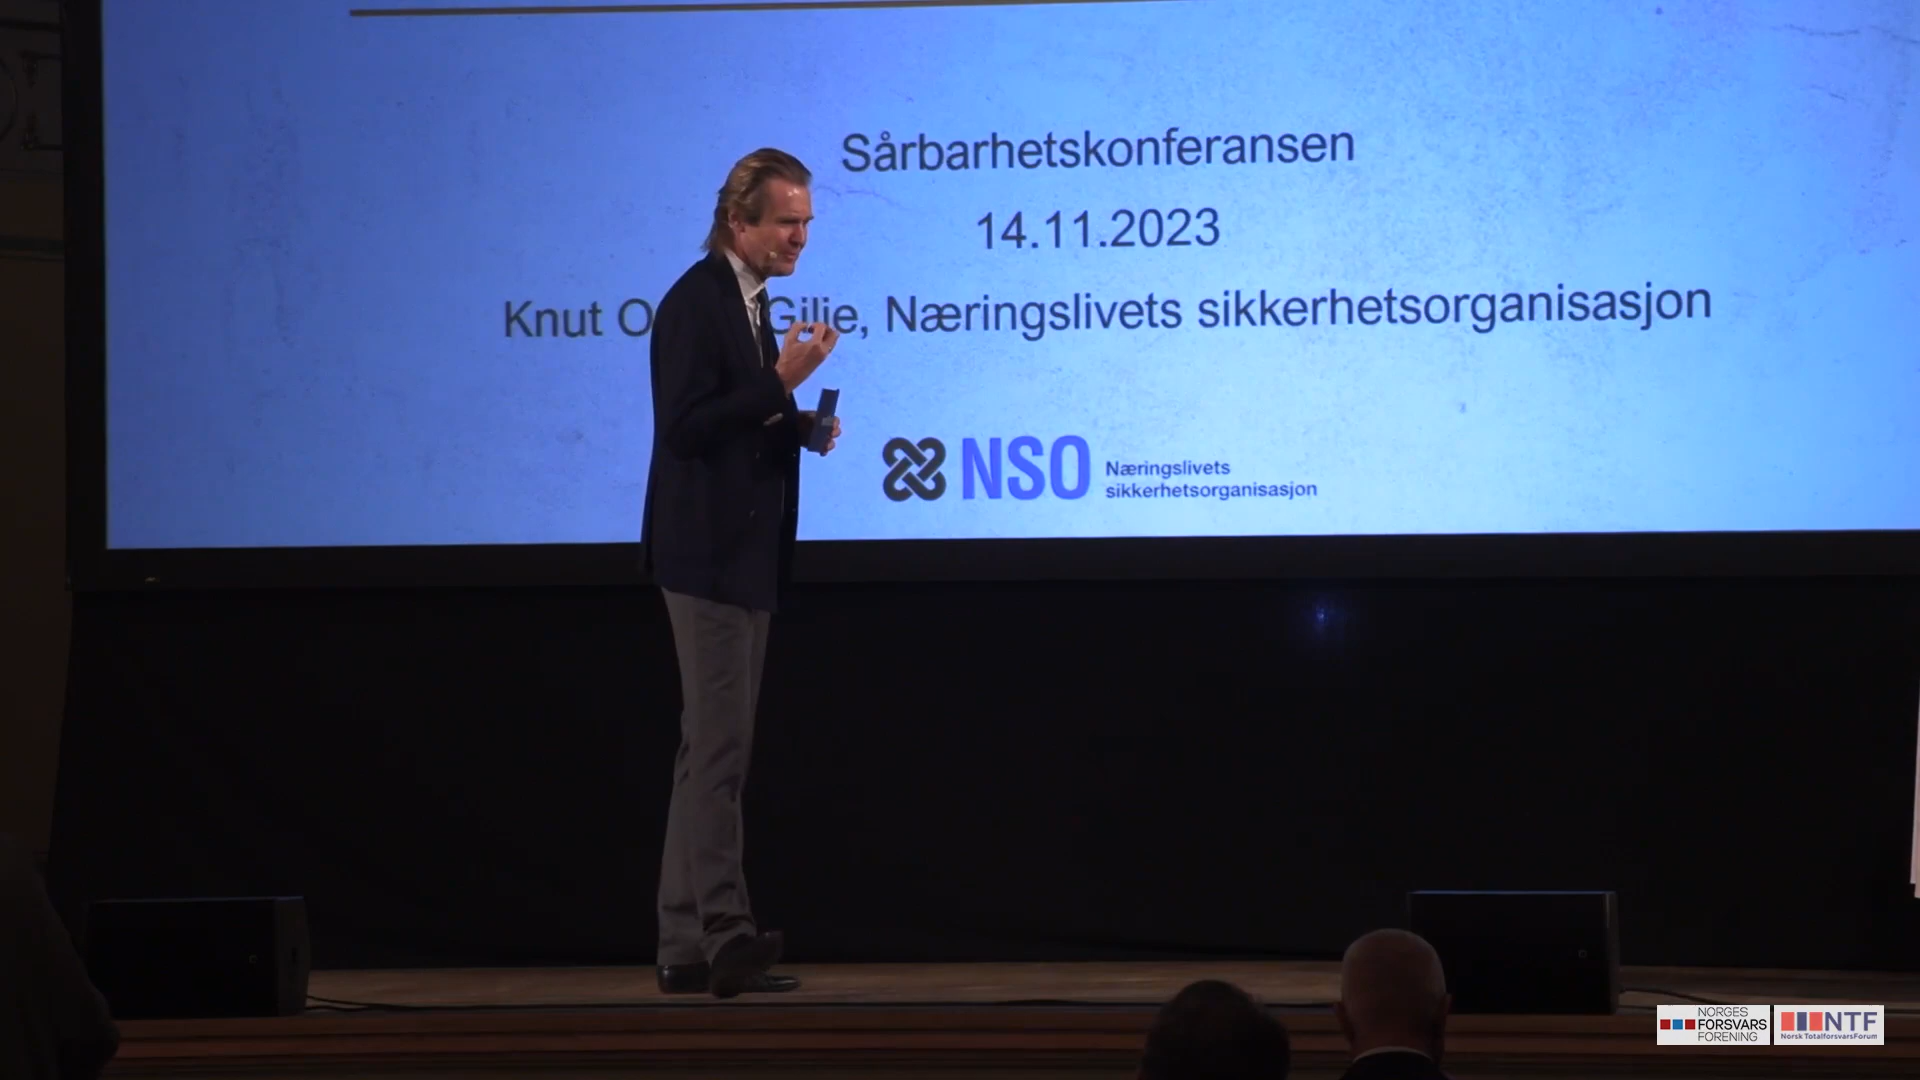 Sårbarhetskonferansen
14.11.2023
Knut Gilje, Næringslivets sikkerhetsorganisasjon
NSO
Næringslivets
sikkerhetsorganisasjon
NORGES
FORSVARS
FORENING
NTF
Norsk TotalforsvarsForum